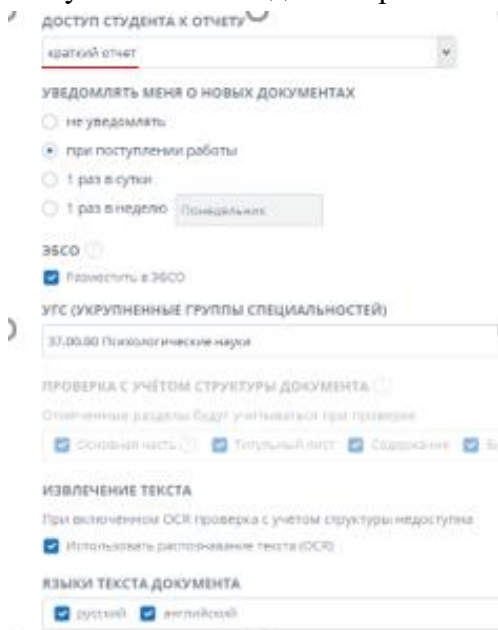 ДОСТУП СТУДЕНТА К ОТЧЕТУ
краткий отчет
УВЕДОМЛЯТЬ МЕНЯ О НОВЫХ ДОКУМЕНТАХ
не уведомлять
при поступлении работы
1 раз в сутки
1 раз в неделю Понедельник
ЭБСО
Разместить в ЭБСО
УГС (УКРУПНЕННЫЕ ГРУППЫ СПЕЦИАЛЬНОСТЕЙ)
37.00.00 Психологические науки
ПРОВЕРКА С УЧЁТОМ СТРУКТУРЫ ДОКУМЕНТА
Отмеченные разделы будут учитываться при проверке
Основная часть Титульный лист Содержание
ИЗВЛЕЧЕНИЕ ТЕКСТА
При включённом OCR проверка с учетом структуры недоступна
Использовать распознавание текста (OCR)
ЯЗЫКИ ТЕКСТА ДОКУМЕНТА
русский английский